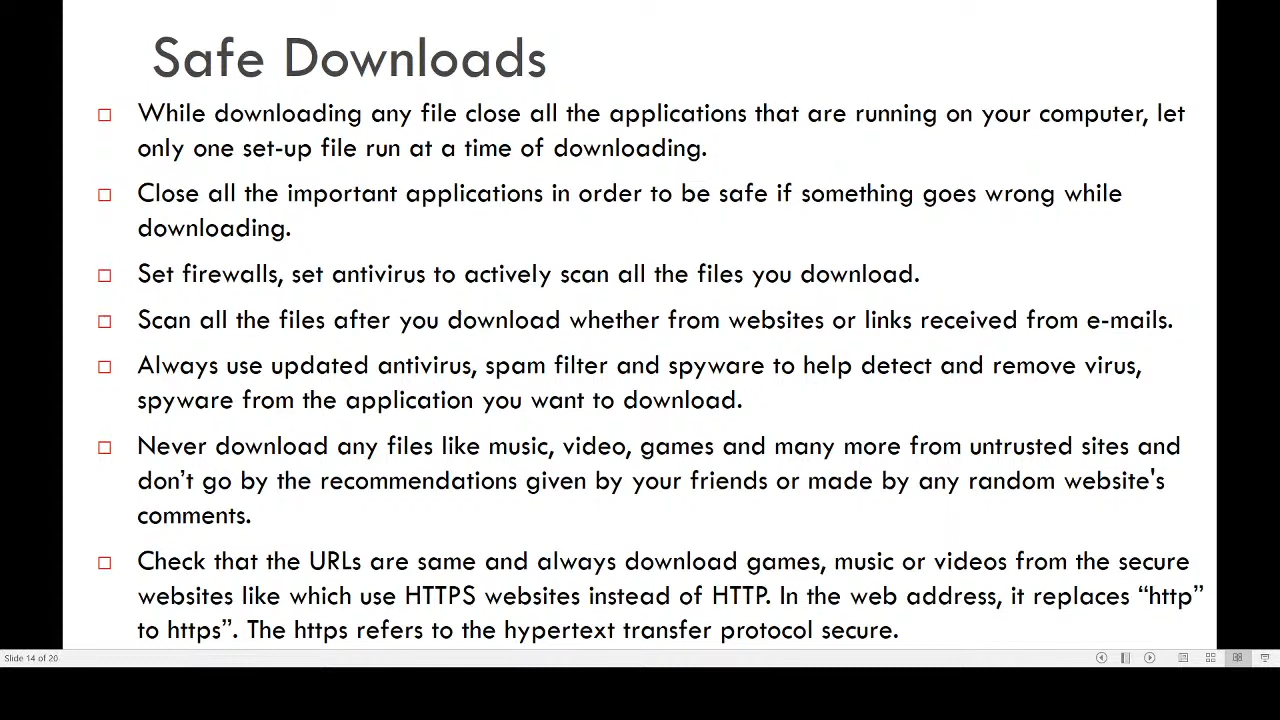 Safe Downloads
While downloading any file close all the applications that are running on your computer, let
only one set-up file run at a time of downloading.
Close all the important applications in order to be safe if something goes wrong while
downloading.
Set firewalls, set antivirus to actively scan all the files you download.
Scan all the files after you download whether from websites or links received from e-mails.
Always use updated antivirus, spam filter and spyware to help detect and remove virus,
spyware from the application you want to download.
Never download any files like music, video, games and many more from untrusted sites and
don’t go by the recommendations given by your friends or made by any random website's
comments.
Check that the URLs are same and always download games, music or videos from the secure
websites like which use HTTPS websites instead of HTTP. In the web address, it replaces “http”
to https”. The https refers to the hypertext transfer protocol secure.
Slide 14 of 20